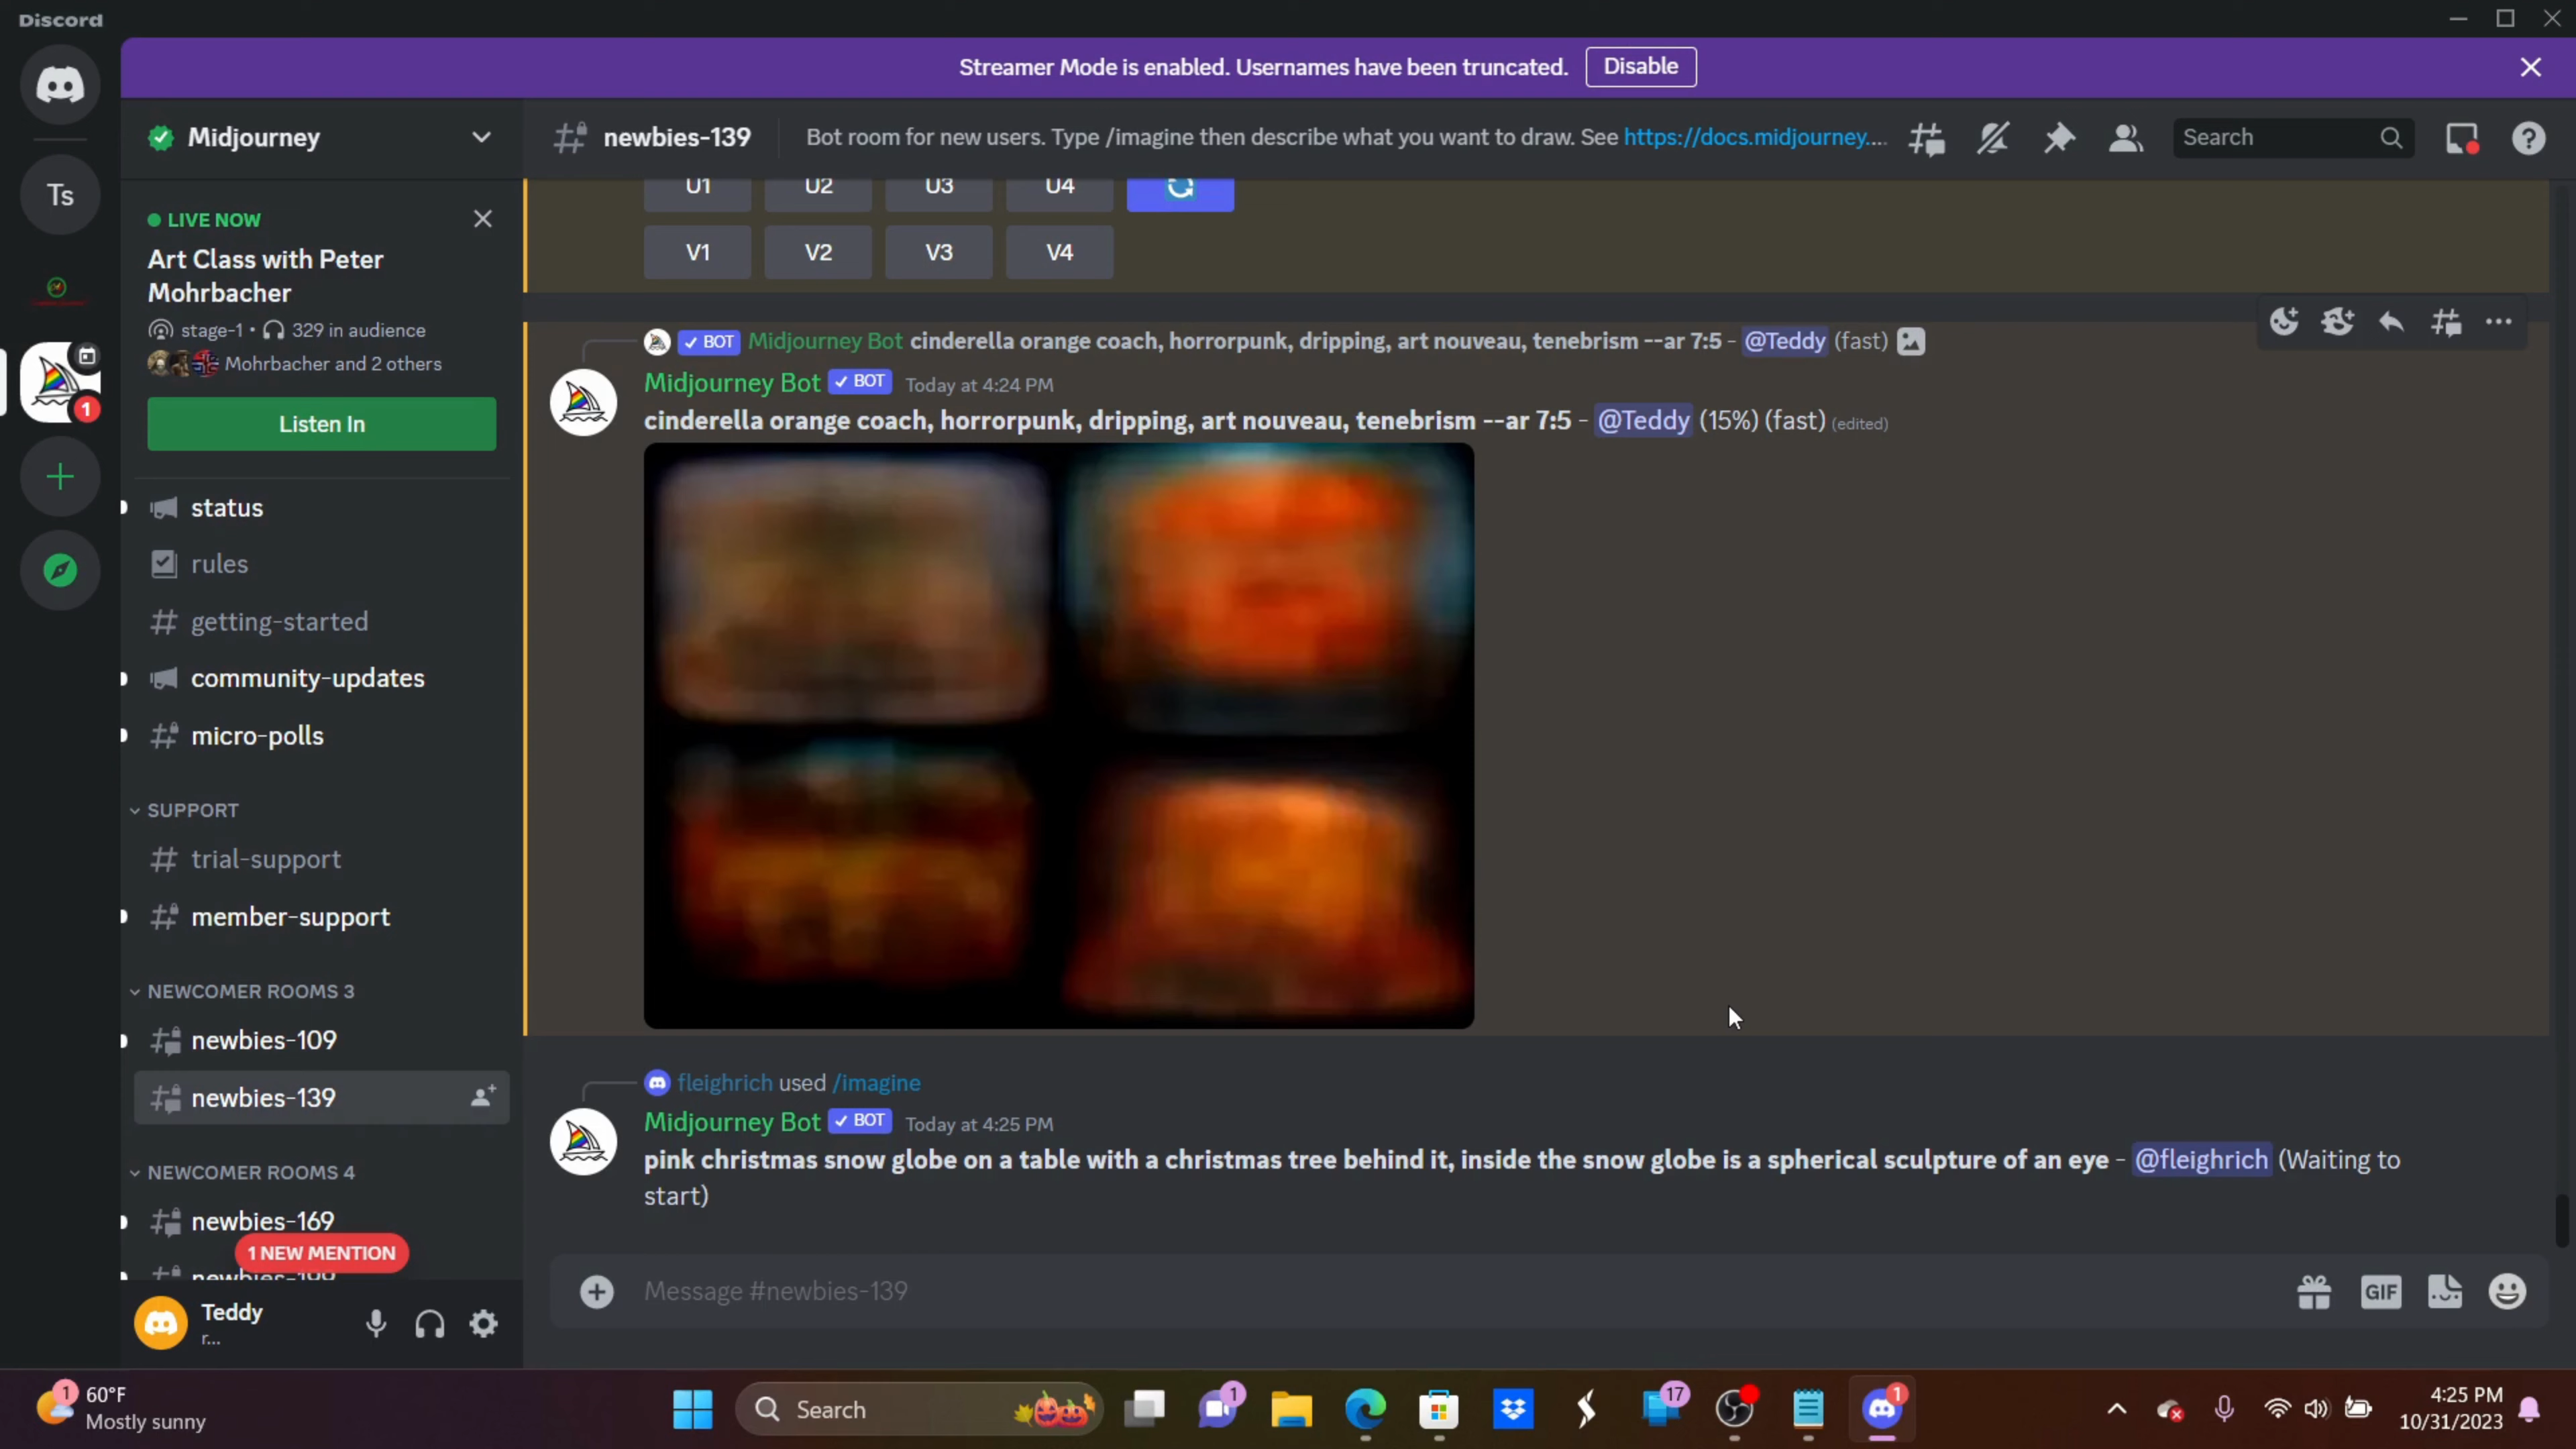 Discord
Streamer Mode is enabled. Usernames have been truncated. Disable
Ts
Midjourney
newbies-139
Bot room for new users. Type /imagine then describe what you want to draw. See https://docs.midjourney....
Search
LIVE NOW
Art Class with Peter
Mohrbacher
stage-1 • 329 in audience
Mohrbacher and 2 others
Listen In
status
rules
getting-started
community-updates
micro-polls
SUPPORT
trial-support
member-support
NEWCOMER ROOMS 3
newbies-109
newbies-139
NEWCOMER ROOMS 4
newbies-169
newbies-199
1 NEW MENTION
Teddy
r...
U1 U2 U3 U4
V1 V2 V3 V4
BOT Midjourney Bot cinderella orange coach, horrorpunk, dripping, art nouveau, tenebrism --ar 7:5 - @Teddy (fast)
Midjourney Bot BOT Today at 4:24 PM
cinderella orange coach, horrorpunk, dripping, art nouveau, tenebrism --ar 7:5 - @Teddy (15%) (fast) (edited)
fleighrich used /imagine
Midjourney Bot BOT Today at 4:25 PM
pink christmas snow globe on a table with a christmas tree behind it, inside the snow globe is a spherical sculpture of an eye - @fleighrich (Waiting to
start)
Message #newbies-139
GIF
1
60°F
Mostly sunny
Search
1
17
1
4:25 PM
10/31/2023